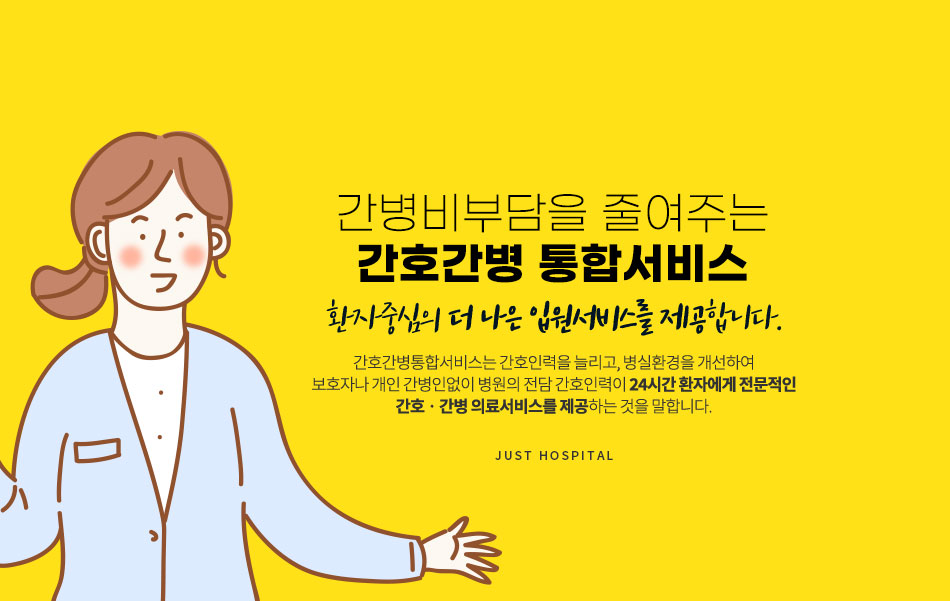 간병비부담을 줄여주는
간호간병 통합서비스
환자중심의 더 나은 입원서비스를 제공합니다.
간호간병통합서비스는 간호인력을 늘리고, 병실환경을 개선하여
보호자나 개인 간병인없이 병원의 전담 간호인력이 24시간 환자에게 전문적인
간호 · 간병 의료서비스를 제공하는 것을 말합니다.
JUST HOSPITAL